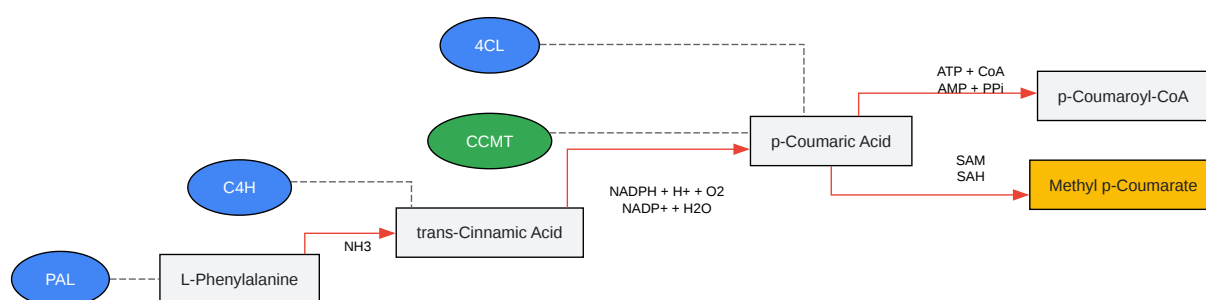 4CL
ATP + CoA
AMP + PPi
p-Coumaroyl-CoA
CCMT
p-Coumaric Acid
SAM
SAH
Methyl p-Coumarate
C4H
NADPH + H+ + O2
NADP+ + H2O
trans-Cinnamic Acid
NH3
PAL
L-Phenylalanine